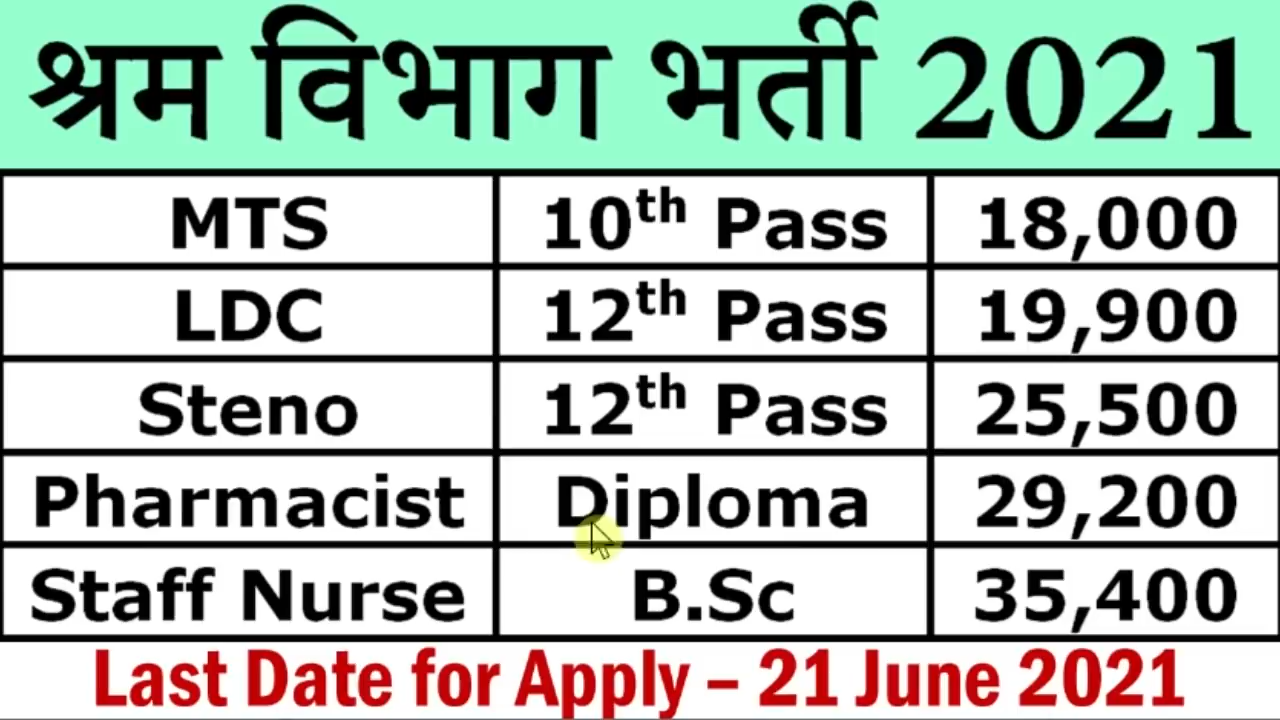 श्रम विभाग भर्ती 2021
MTS 10th Pass 18,000
LDC 12th Pass 19,900
Steno 12th Pass 25,500
Pharmacist Diploma 29,200
Staff Nurse B.Sc 35,400
Last Date for Apply – 21 June 2021